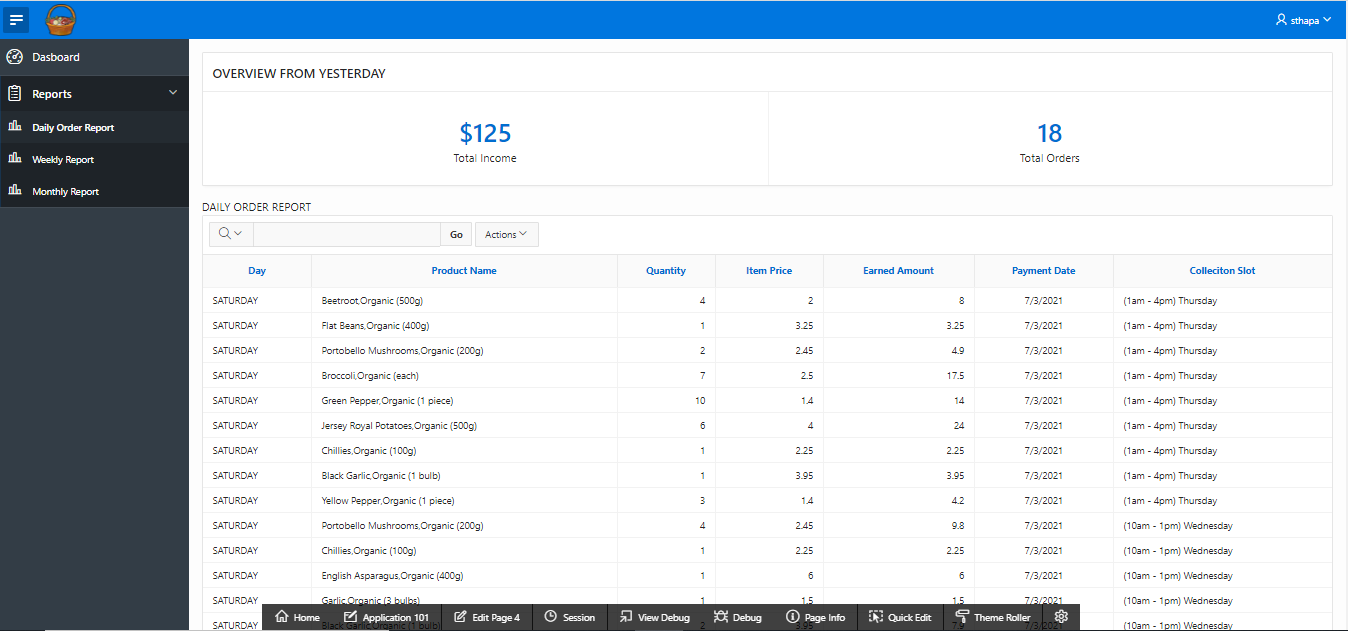 sthapa
Dasboard
Reports
Daily Order Report
Weekly Report
Monthly Report
OVERVIEW FROM YESTERDAY
$125
Total Income
18
Total Orders
DAILY ORDER REPORT
Go Actions
Day Product Name Quantity Item Price Earned Amount Payment Date Colleciton Slot
SATURDAY Beetroot,Organic (500g) 4 2 8 7/3/2021 (1am - 4pm) Thursday
SATURDAY Flat Beans,Organic (400g) 1 3.25 3.25 7/3/2021 (1am - 4pm) Thursday
SATURDAY Portobello Mushrooms,Organic (200g) 2 2.45 4.9 7/3/2021 (1am - 4pm) Thursday
SATURDAY Broccoli,Organic (each) 7 2.5 17.5 7/3/2021 (1am - 4pm) Thursday
SATURDAY Green Pepper,Organic (1 piece) 10 1.4 14 7/3/2021 (1am - 4pm) Thursday
SATURDAY Jersey Royal Potatoes,Organic (500g) 6 4 24 7/3/2021 (1am - 4pm) Thursday
SATURDAY Chillies,Organic (100g) 1 2.25 2.25 7/3/2021 (1am - 4pm) Thursday
SATURDAY Black Garlic,Organic (1 bulb) 1 3.95 3.95 7/3/2021 (1am - 4pm) Thursday
SATURDAY Yellow Pepper,Organic (1 piece) 3 1.4 4.2 7/3/2021 (1am - 4pm) Thursday
SATURDAY Portobello Mushrooms,Organic (200g) 4 2.45 9.8 7/3/2021 (10am - 1pm) Wednesday
SATURDAY Chillies,Organic (100g) 1 2.25 2.25 7/3/2021 (10am - 1pm) Wednesday
SATURDAY English Asparagus,Organic (400g) 1 6 6 7/3/2021 (10am - 1pm) Wednesday
SATURDAY Garlic,Organic (3 bulbs) 1 1.5 1.5 7/3/2021 (10am - 1pm) Wednesday
SATURDAY Black Garlic,Organic (1 bulb) 2 3.95 7.9 7/3/2021 (10am - 1pm) Wednesday
Home Application 101 Edit Page 4 Session View Debug Debug Page Info Quick Edit Theme Roller